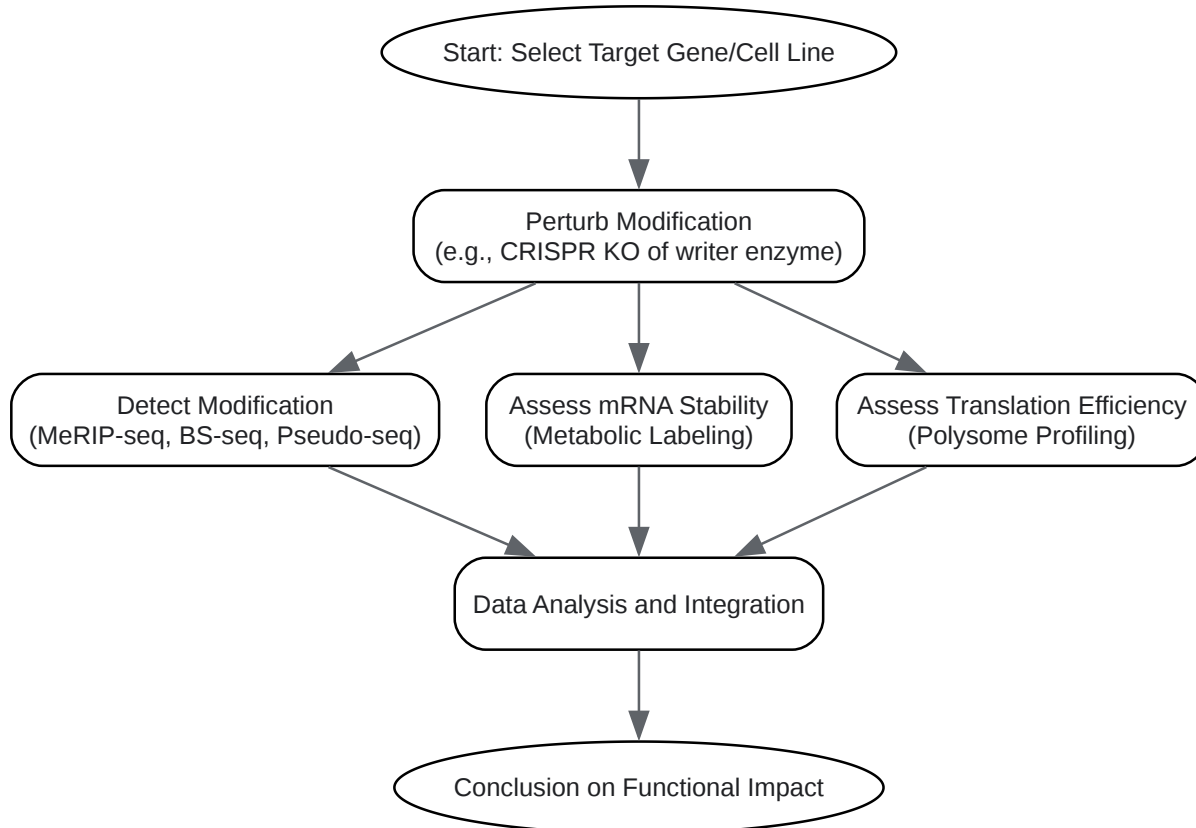 Start: Select Target Gene/Cell Line
Perturb Modification
(e.g., CRISPR KO of writer enzyme)
Detect Modification
(MeRIP-seq, BS-seq, Pseudo-seq)
Assess mRNA Stability
(Metabolic Labeling)
Assess Translation Efficiency
(Polysome Profiling)
Data Analysis and Integration
Conclusion on Functional Impact